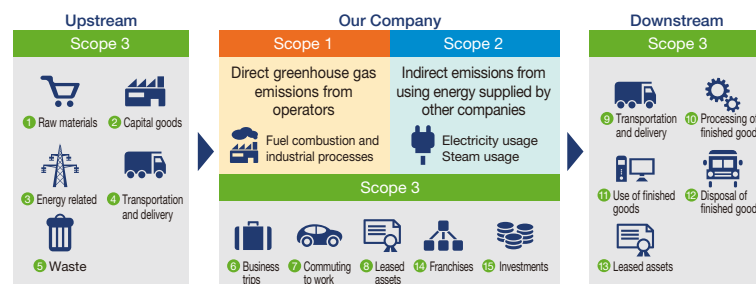 Upstream
Scope 3
1 Raw materials
2 Capital goods
3 Energy related
4 Transportation
and delivery
5 Waste
Our Company
Scope 1
Direct greenhouse gas
emissions from
operators
Fuel combustion and
industrial processes
Scope 2
Indirect emissions from
using energy supplied by
other companies
Electricity usage
Steam usage
Scope 3
6 Business
trips
7 Commuting
to work
8 Leased
assets
14 Franchises
15 Investments
Downstream
Scope 3
9 Transportation
and delivery
10 Processing of
finished good
11 Use of finished
goods
12 Disposal of
finished good
13 Leased assets